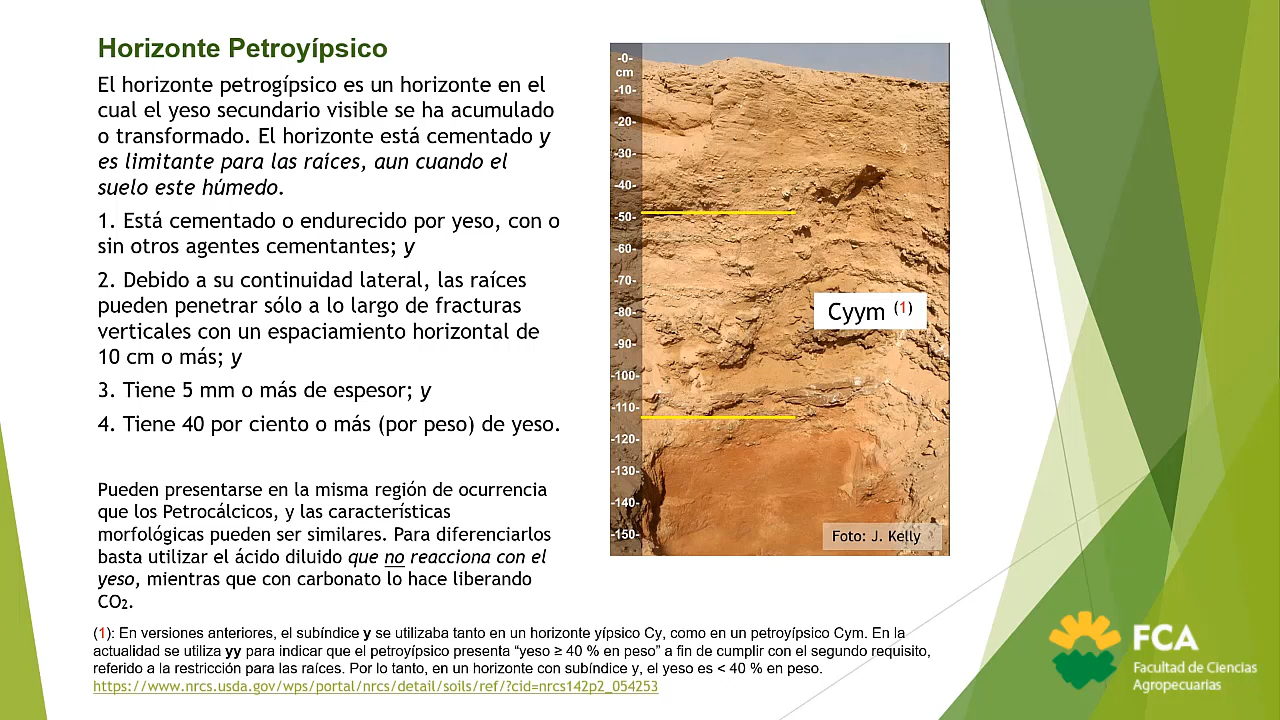 Horizonte Petroyípsico
El horizonte petrogípsico es un horizonte en el
cual el yeso secundario visible se ha acumulado
o transformado. El horizonte está cementado y
es limitante para las raíces, aun cuando el
suelo este húmedo.
1. Está cementado o endurecido por yeso, con o
sin otros agentes cementantes; y
2. Debido a su continuidad lateral, las raíces
pueden penetrar sólo a lo largo de fracturas
verticales con un espaciamiento horizontal de
10 cm o más; y
3. Tiene 5 mm o más de espesor; y
4. Tiene 40 por ciento o más (por peso) de yeso.
Pueden presentarse en la misma región de ocurrencia
que los Petrocálcicos, y las características
morfológicas pueden ser similares. Para diferenciarlos
basta utilizar el ácido diluido que no reacciona con el
yeso, mientras que con carbonato lo hace liberando
CO₂.
-0-
cm
-10-
-20-
-30-
-40-
-50-
-60-
-70-
-80-
-90-
-100-
-110-
-120-
-130-
-140-
-150-
Cyym (1)
Foto: J. Kelly
(1): En versiones anteriores, el subíndice y se utilizaba tanto en un horizonte yípsico Cy, como en un petroyípsico Cym. En la
actualidad se utiliza yy para indicar que el petroyípsico presenta “yeso ≥ 40 % en peso” a fin de cumplir con el segundo requisito,
referido a la restricción para las raíces. Por lo tanto, en un horizonte con subíndice y, el yeso es < 40 % en peso.
https://www.nrcs.usda.gov/wps/portal/nrcs/detail/soils/ref/?cid=nrcs142p2_054253
FCA
Facultad de Ciencias
Agropecuarias